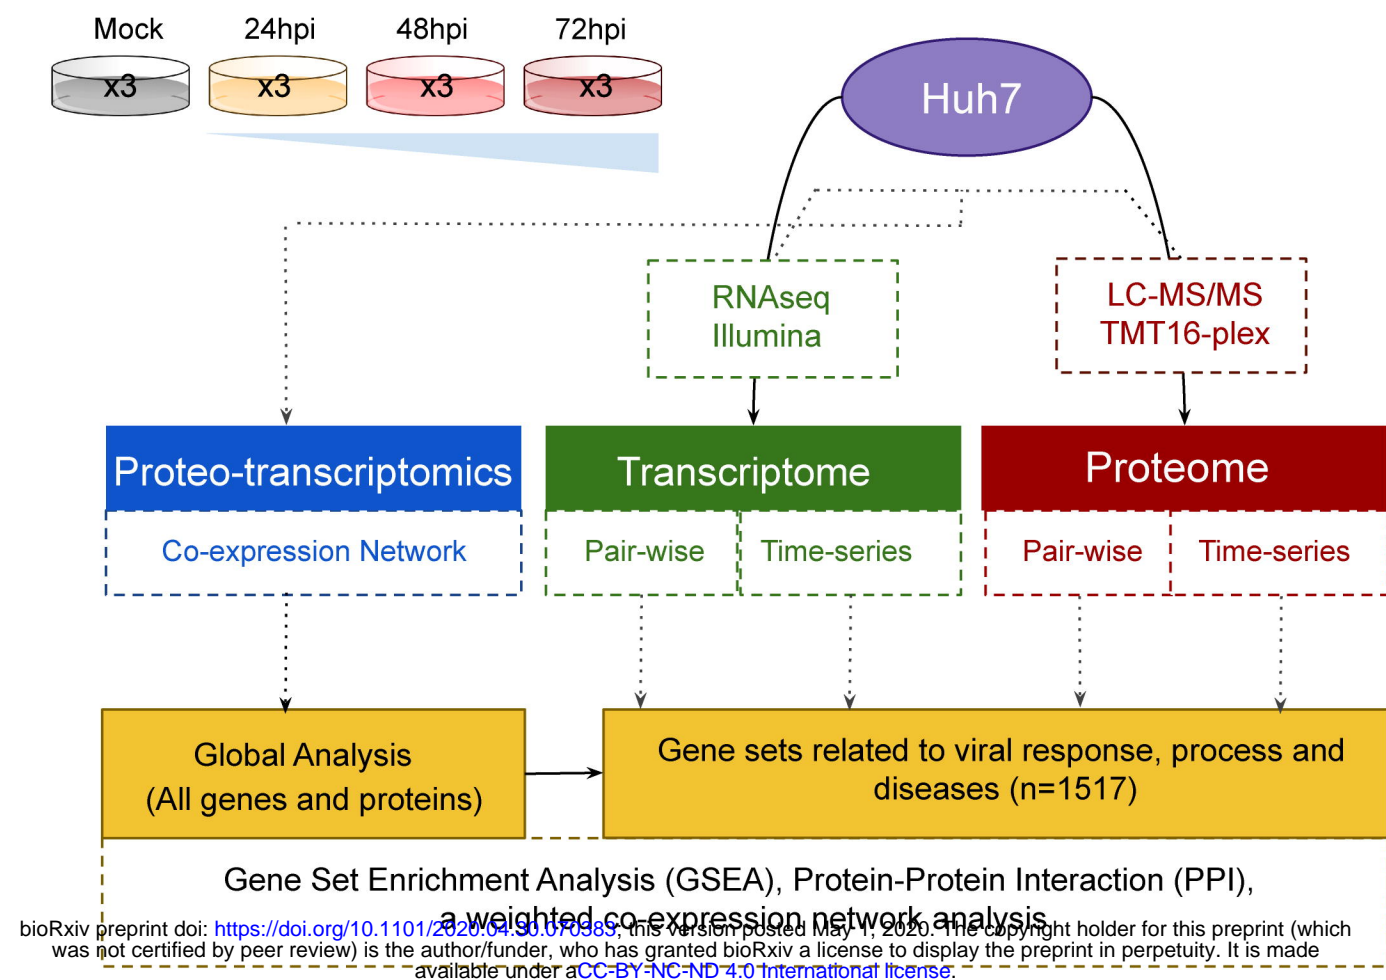 Mock 24hpi 48hpi 72hpi
x3 x3 x3 x3
Huh7
RNAseq
Illumina
LC-MS/MS
TMT16-plex
Proteo-transcriptomics
Co-expression Network
Transcriptome
Pair-wise Time-series
Proteome
Pair-wise Time-series
Global Analysis
(All genes and proteins)
Gene sets related to viral response, process and
diseases (n=1517)
Gene Set Enrichment Analysis (GSEA), Protein-Protein Interaction (PPI),
a weighted co-expression network analysis
bioRxiv preprint doi: https://doi.org/10.1101/2020.04.30.070383; this version posted May 1, 2020. The copyright holder for this preprint (which
was not certified by peer review) is the author/funder, who has granted bioRxiv a license to display the preprint in perpetuity. It is made
available under aCC-BY-NC-ND 4.0 International license.